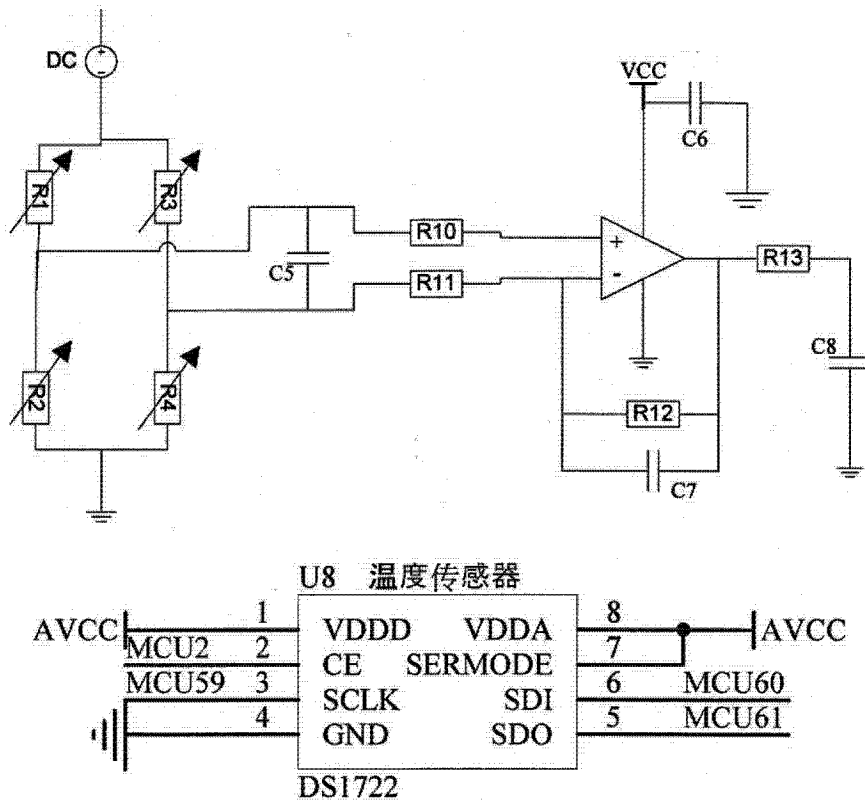 DC
+
-
VCC
C6
R1
R3
R10
+
C5
R11
-
R13
C8
R2
R4
R12
C7
U8 温度传感器
AVCC 1 VDDD VDDA 8 AVCC
MCU2 2 CE SERMODE 7
MCU59 3 SCLK SDI 6 MCU60
4 GND SDO 5 MCU61
DS1722